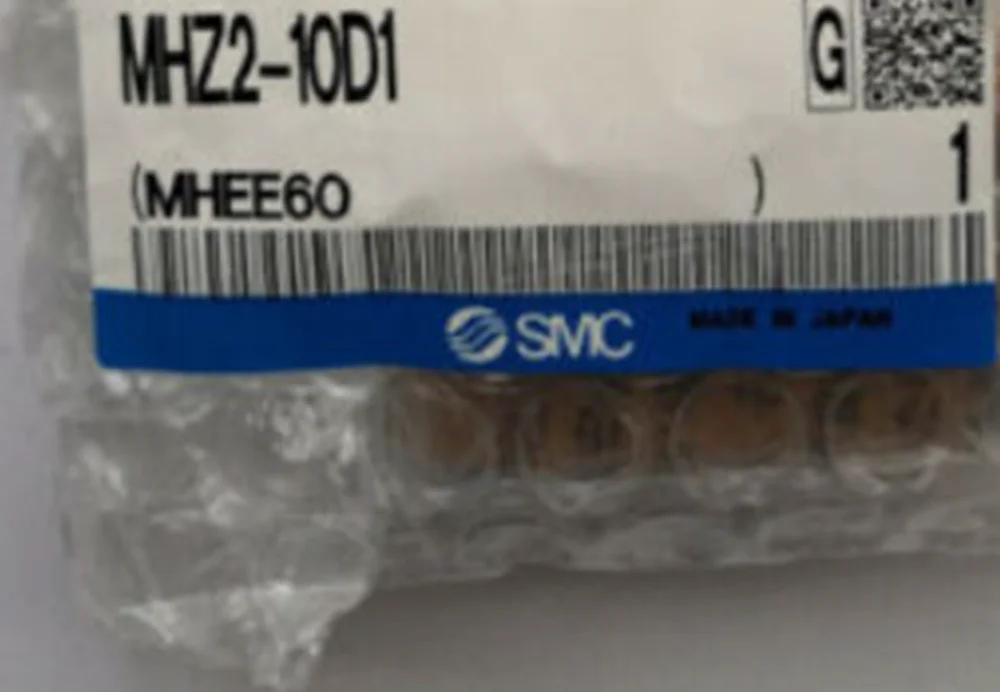 MHZ2-10D1 G
(MHEE60 ) 1
SMC MADE IN JAPAN